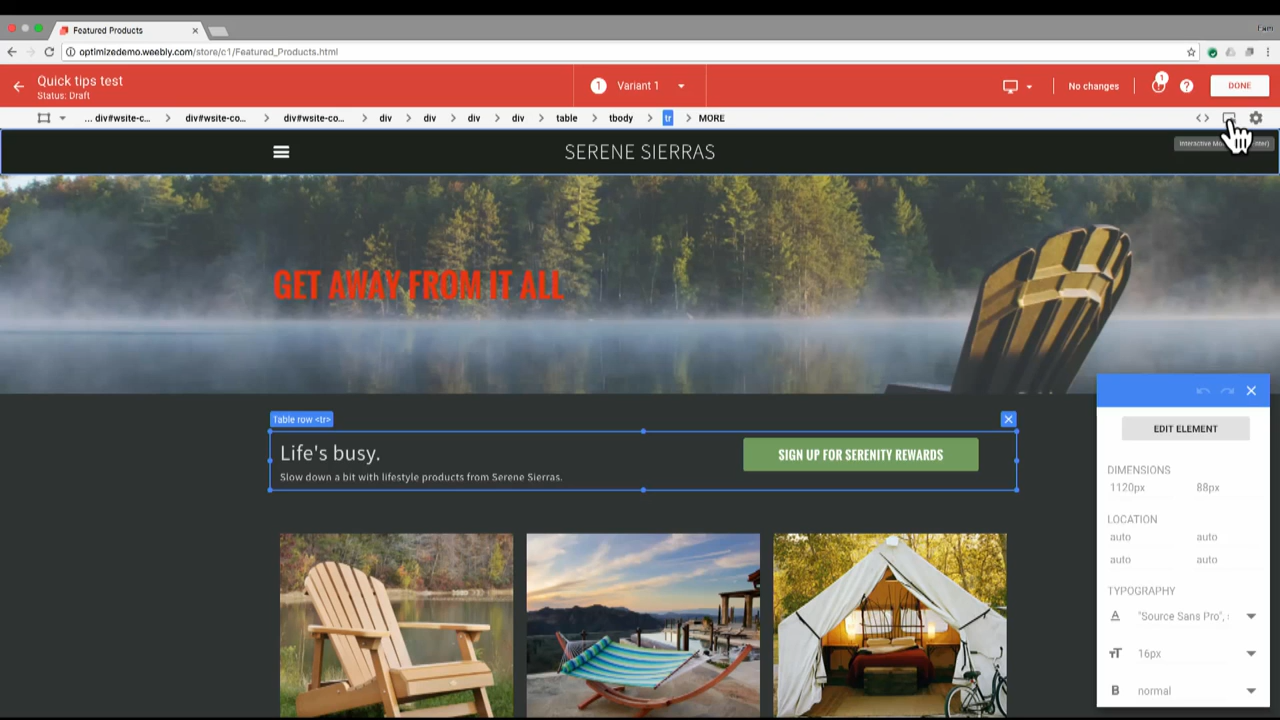 Featured Products
optimizedemo.weebly.com/store/c1/Featured_Products.html
Quick tips test
Status: Draft
1 Variant 1
No changes
1
DONE
... div#wsite-c... div#wsite-co... div#wsite-co... div div div div table tbody tr MORE
SERENE SIERRAS
Interactive
GET AWAY FROM IT ALL
Table row <tr>
Life's busy.
Slow down a bit with lifestyle products from Serene Sierras.
SIGN UP FOR SERENITY REWARDS
EDIT ELEMENT
DIMENSIONS
1120px 88px
LOCATION
auto auto
auto auto
TYPOGRAPHY
"Source Sans Pro",
16px
B normal